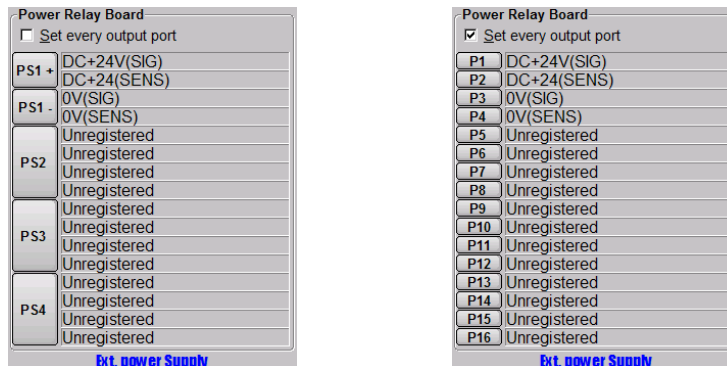 Power Relay Board
Set every output port
PS1 +
DC+24V(SIG)
DC+24(SENS)
PS1 -
0V(SIG)
0V(SENS)
PS2
Unregistered
Unregistered
Unregistered
Unregistered
PS3
Unregistered
Unregistered
Unregistered
Unregistered
PS4
Unregistered
Unregistered
Unregistered
Unregistered
Ext. power Supply
Power Relay Board
Set every output port
P1 DC+24V(SIG)
P2 DC+24(SENS)
P3 0V(SIG)
P4 0V(SENS)
P5 Unregistered
P6 Unregistered
P7 Unregistered
P8 Unregistered
P9 Unregistered
P10 Unregistered
P11 Unregistered
P12 Unregistered
P13 Unregistered
P14 Unregistered
P15 Unregistered
P16 Unregistered
Ext. power Supply